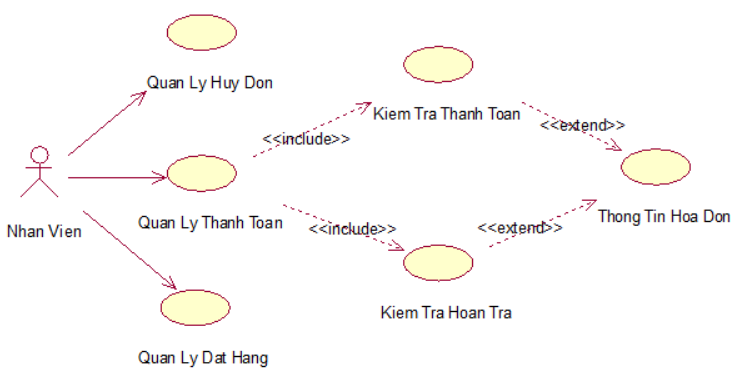 Quan Ly Huy Don
Kiem Tra Thanh Toan
<<include>>
<<extend>>
Nhan Vien
Quan Ly Thanh Toan
Thong Tin Hoa Don
<<include>>
<<extend>>
Kiem Tra Hoan Tra
Quan Ly Dat Hang